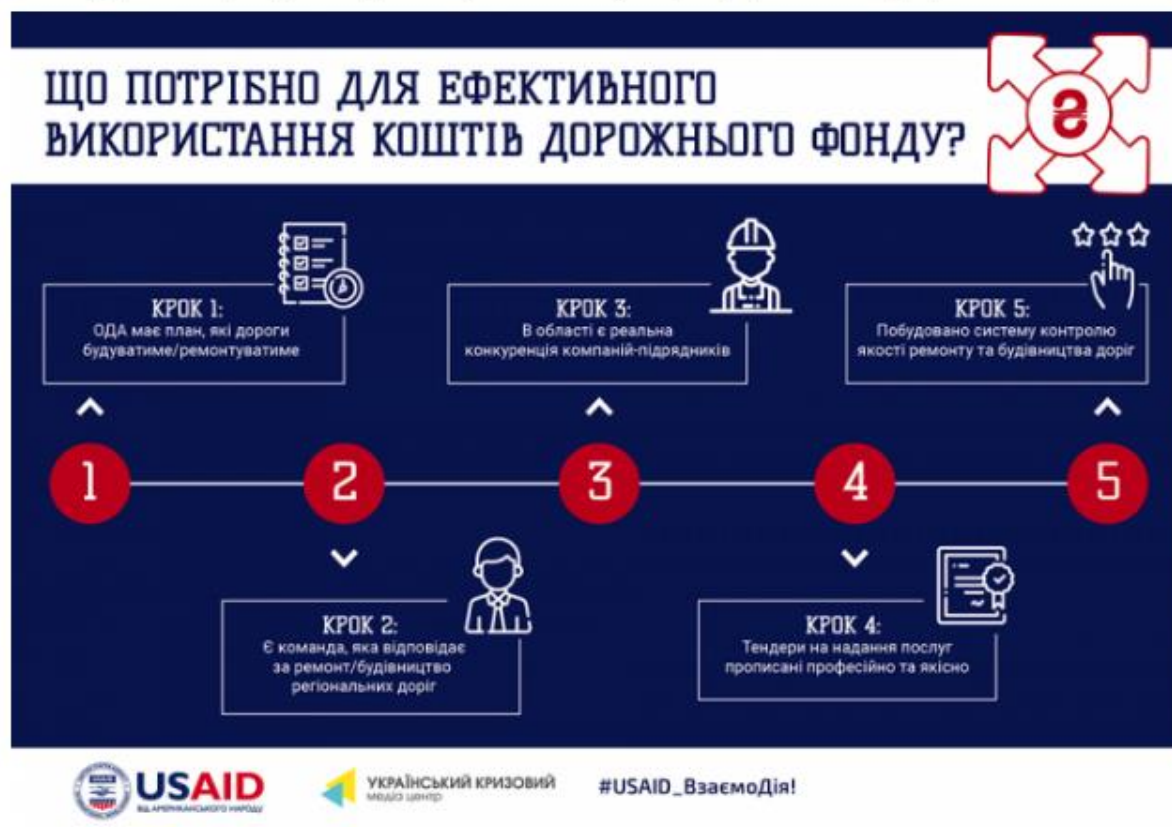 ЩО ПОТРІБНО ДЛЯ ЕФЕКТИВНОГО
ВИКОРИСТАННЯ КОШТІВ ДОРОЖНЬОГО ФОНДУ?
₴
КРОК 1:
ОДА має план, які дороги
будуватиме/ремонтуватиме
КРОК 3:
В області є реальна
конкуренція компаній-підрядників
КРОК 5:
Побудовано систему контролю
якості ремонту та будівництва доріг
1
2
3
4
5
КРОК 2:
Є команда, яка відповідає
за ремонт/будівництво
регіональних доріг
КРОК 4:
Тендери на надання послуг
прописані професійно та якісно
USAID
ВІД АМЕРИКАНСЬКОГО НАРОДУ
УКРАЇНСЬКИЙ КРИЗОВИЙ
медіа центр
#USAID_ВзаємоДія!